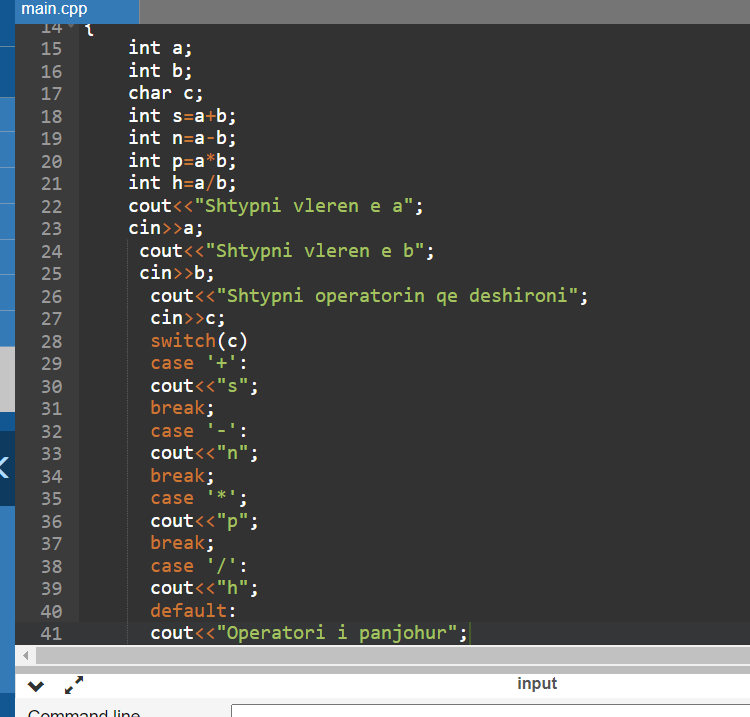 main.cpp
14 {
15 int a;
16 int b;
17 char c;
18 int s=a+b;
19 int n=a-b;
20 int p=a*b;
21 int h=a/b;
22 cout<<"Shtypni vleren e a";
23 cin>>a;
24 cout<<"Shtypni vleren e b";
25 cin>>b;
26 cout<<"Shtypni operatorin qe deshironi";
27 cin>>c;
28 switch(c)
29 case '+':
30 cout<<"s";
31 break;
32 case '-':
33 cout<<"n";
34 break;
35 case '*';
36 cout<<"p";
37 break;
38 case '/':
39 cout<<"h";
40 default:
41 cout<<"Operatori i panjohur";
input
Command line